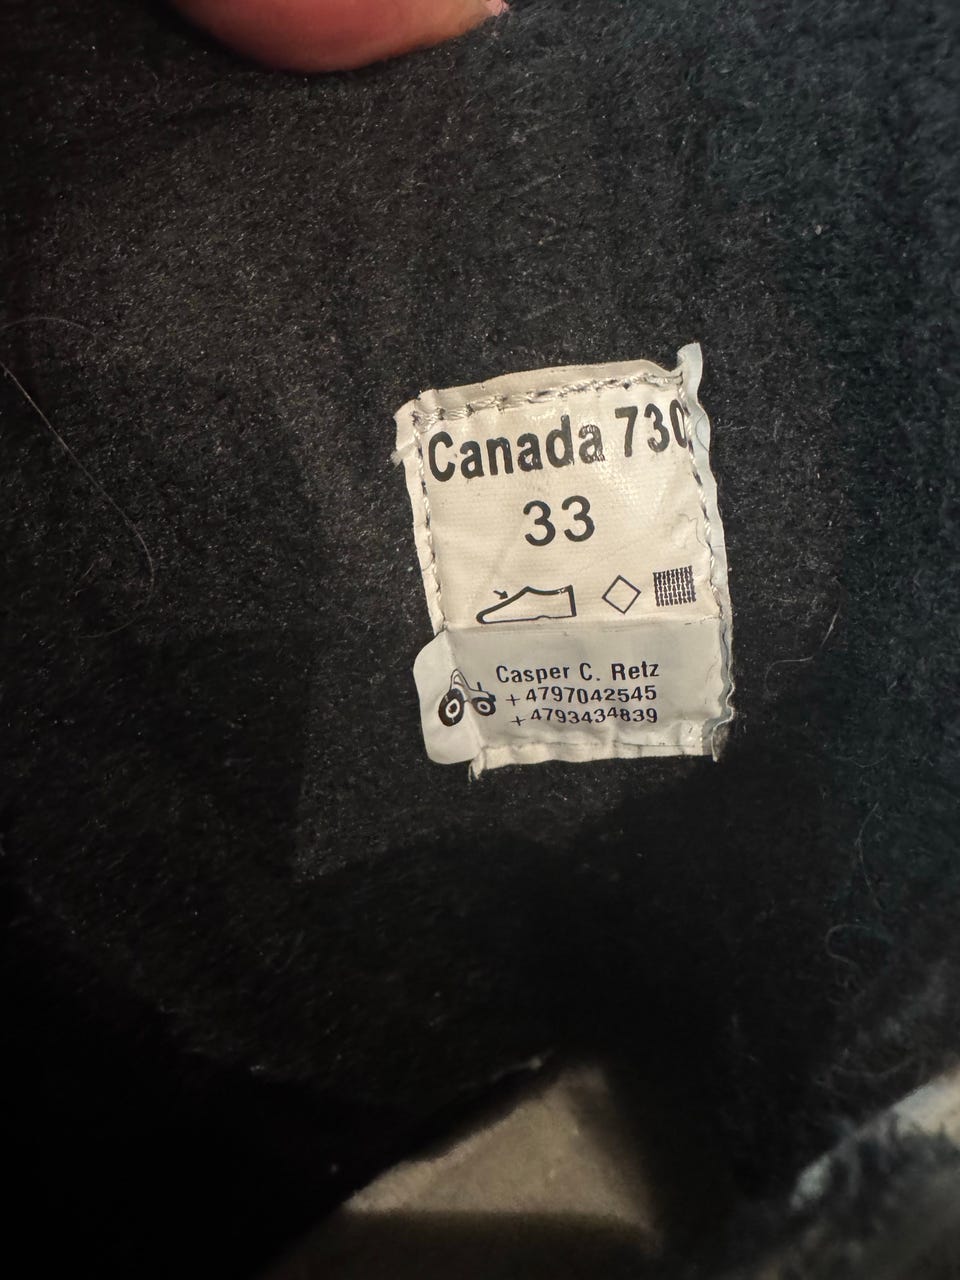 Canada 730
33
Casper C. Retz
+4797042545
+4793434839